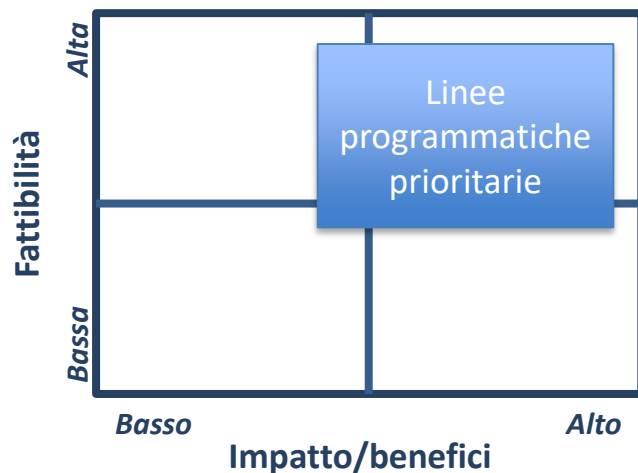 Alta
Linee
programmatiche
prioritarie
Fattibilità
Bassa
Basso
Alto
Impatto/benefici